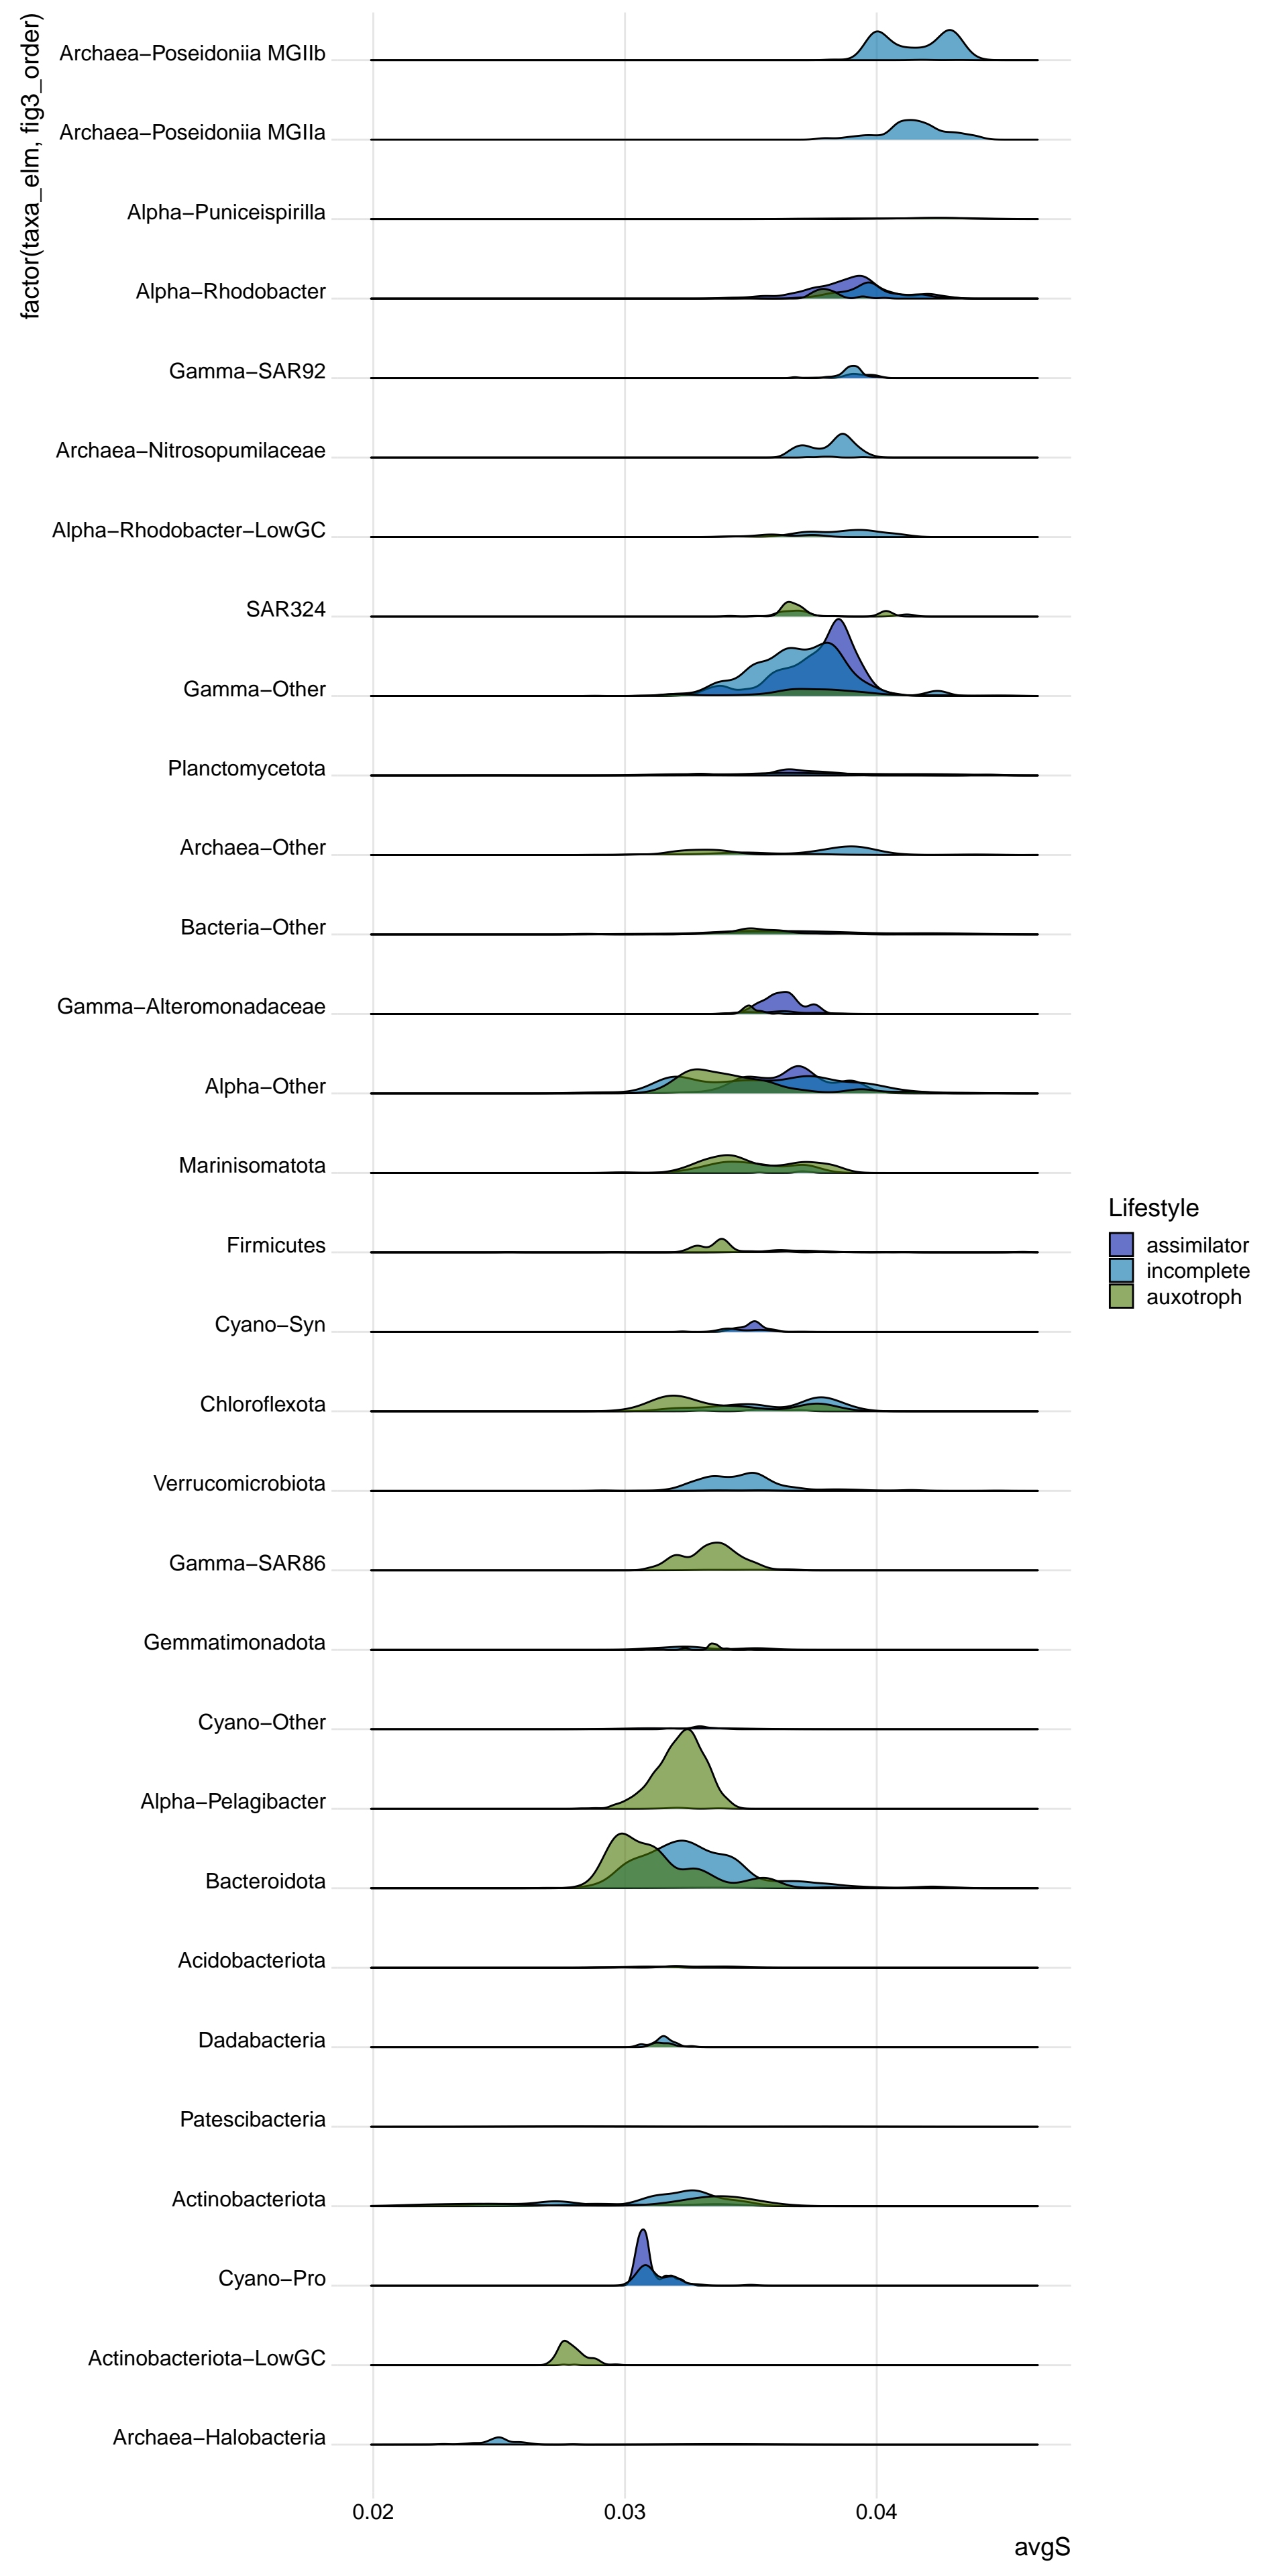 factor(taxa_elm, fig3_order)
Archaea−Poseidoniia MGIIb
Archaea−Poseidoniia MGIIa
Alpha−Puniceispirilla
Alpha−Rhodobacter
Gamma−SAR92
Archaea−Nitrosopumilaceae
Alpha−Rhodobacter−LowGC
SAR324
Gamma−Other
Planctomycetota
Archaea−Other
Bacteria−Other
Gamma−Alteromonadaceae
Alpha−Other
Marinisomatota
Firmicutes
Cyano−Syn
Chloroflexota
Verrucomicrobiota
Gamma−SAR86
Gemmatimonadota
Cyano−Other
Alpha−Pelagibacter
Bacteroidota
Acidobacteriota
Dadabacteria
Patescibacteria
Actinobacteriota
Cyano−Pro
Actinobacteriota−LowGC
Archaea−Halobacteria
0.02 0.03 0.04
avgS
Lifestyle
assimilator
incomplete
auxotroph